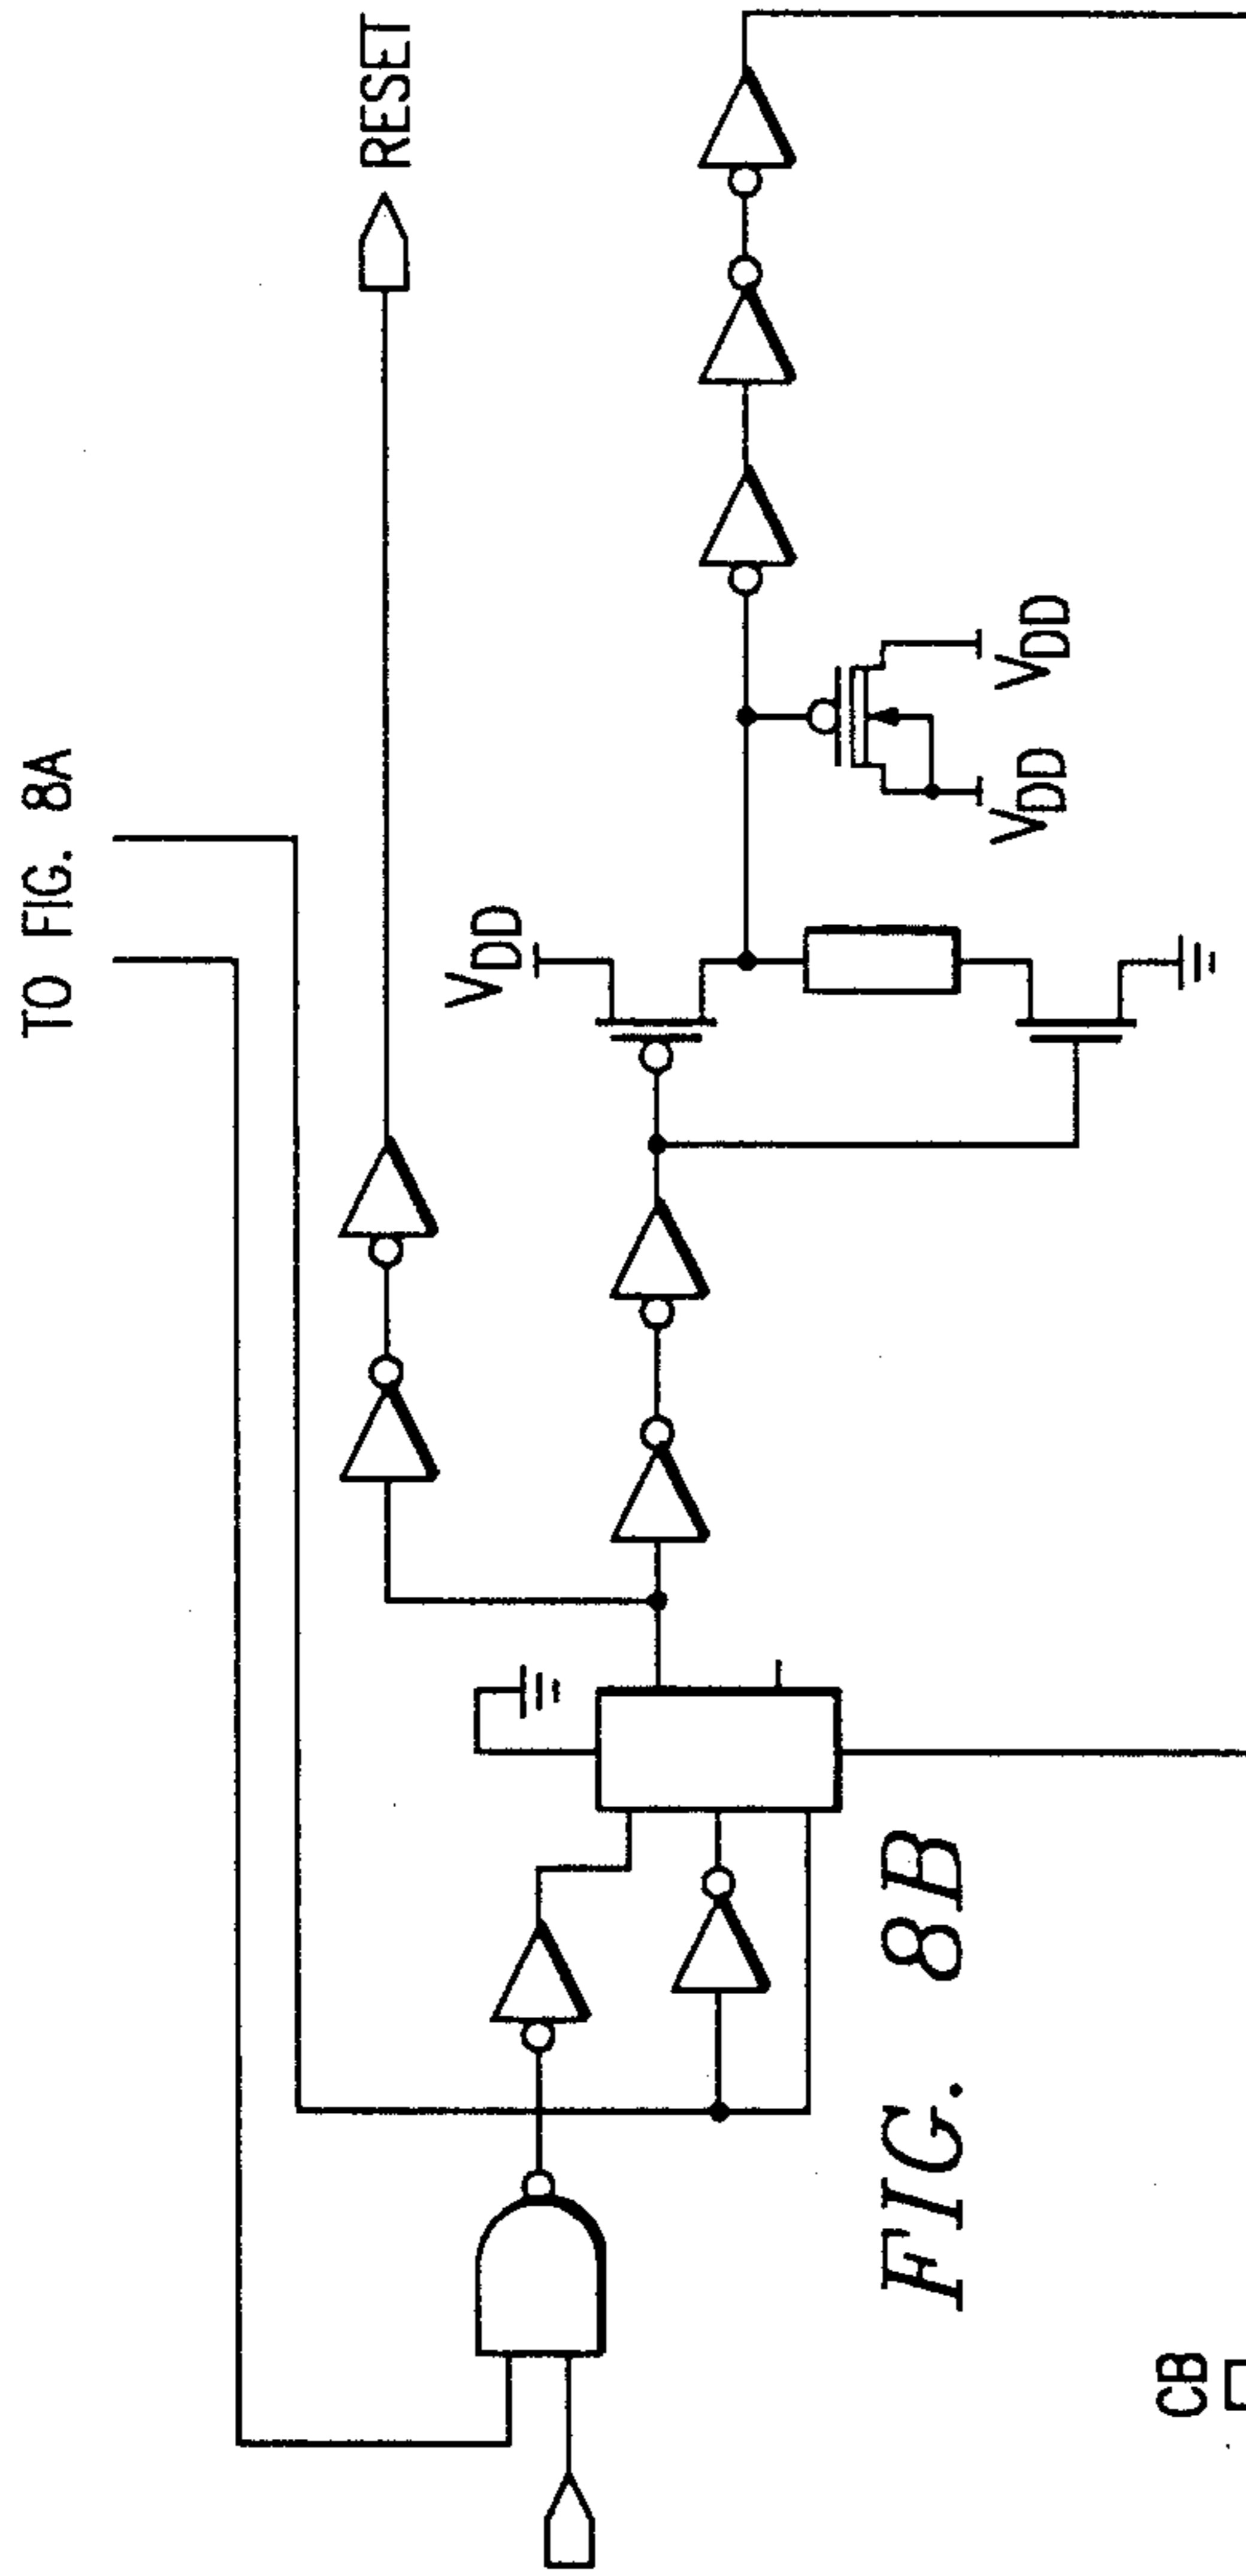 TO FIG. 8A
RESET
VDD
VDD
VDD
FIG. 8B
CB